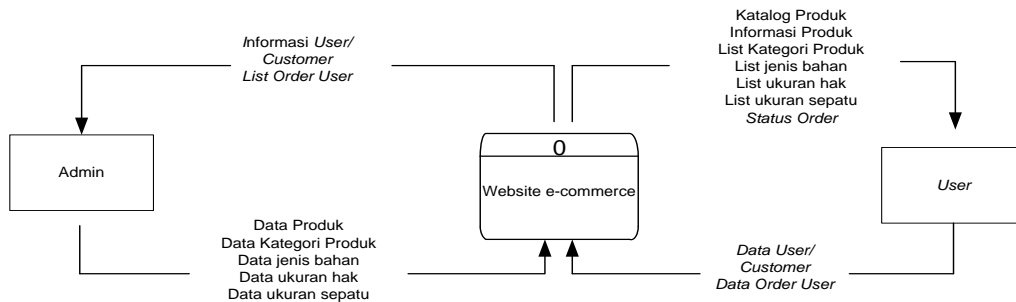 Informasi User/
Customer
List Order User
Katalog Produk
Informasi Produk
List Kategori Produk
List jenis bahan
List ukuran hak
List ukuran sepatu
Status Order
Admin
0
Website e-commerce
User
Data Produk
Data Kategori Produk
Data jenis bahan
Data ukuran hak
Data ukuran sepatu
Data User/
Customer
Data Order User